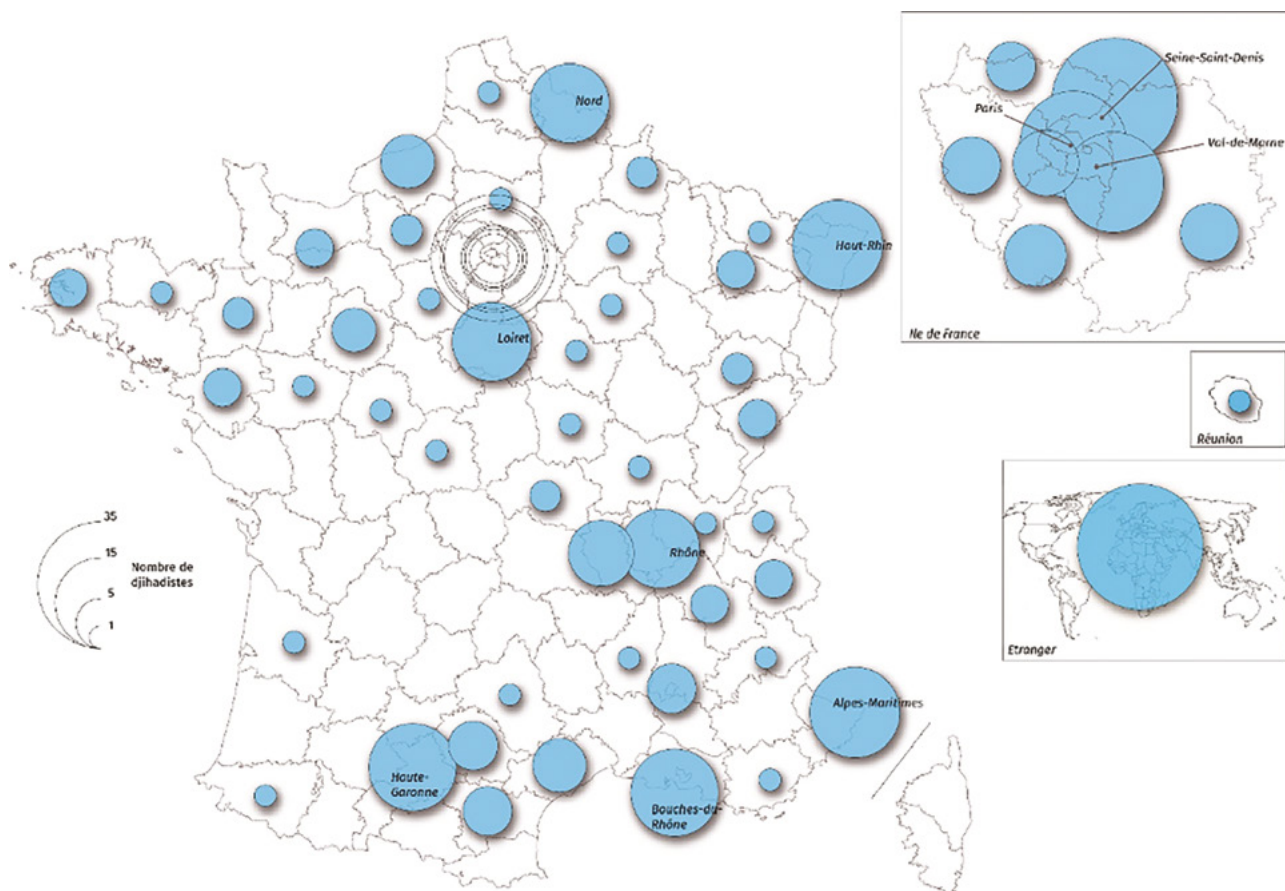 Nord
Haut-Rhin
Loiret
Rhône
Alpes-Maritimes
Haute-
Garonne
Bouches-du-
Rhône
35
15
5
1
Nombre de
djihadistes
Seine-Saint-Denis
Paris
Val-de-Marne
Ile de France
Réunion
Etranger